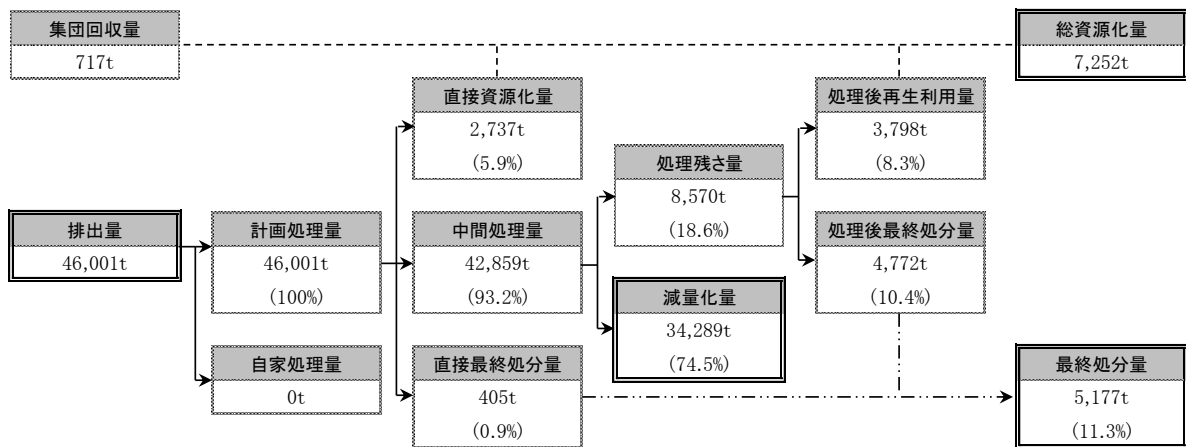 集団回収量
717t
総資源化量
7,252t
直接資源化量
2,737t
(5.9%)
処理後再生利用量
3,798t
(8.3%)
処理残さ量
8,570t
(18.6%)
排出量
46,001t
計画処理量
46,001t
(100%)
中間処理量
42,859t
(93.2%)
処理後最終処分量
4,772t
(10.4%)
減量化量
34,289t
(74.5%)
自家処理量
0t
直接最終処分量
405t
(0.9%)
最終処分量
5,177t
(11.3%)